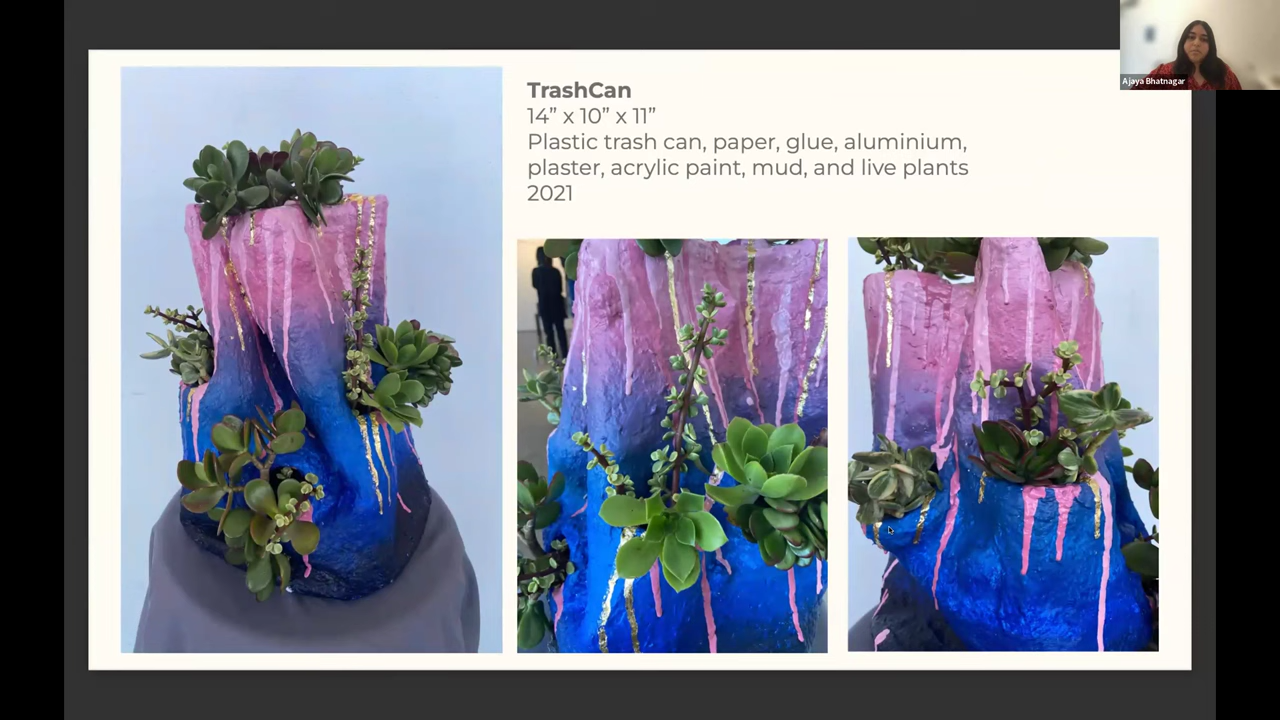 TrashCan
14” x 10” x 11”
Plastic trash can, paper, glue, aluminium,
plaster, acrylic paint, mud, and live plants
2021
Ajaya Bhatnagar